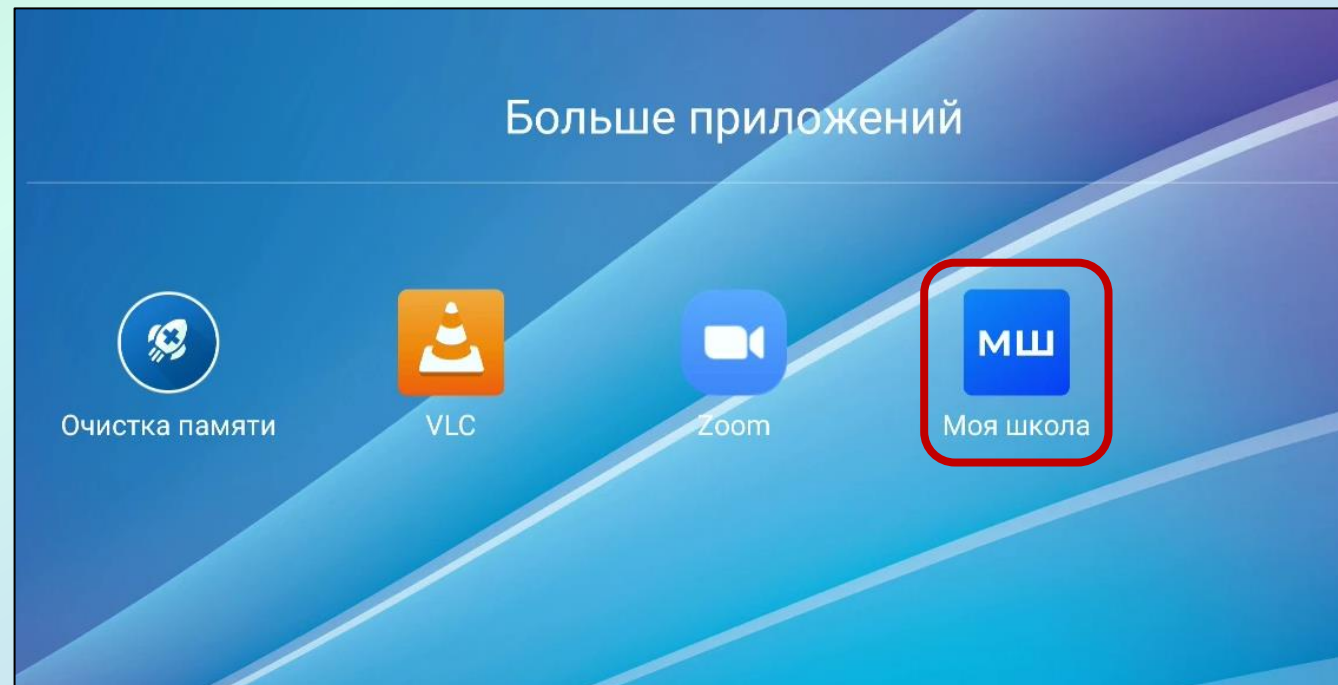 Больше приложений
МШ
Очистка памяти
VLC
Zoom
Моя школа